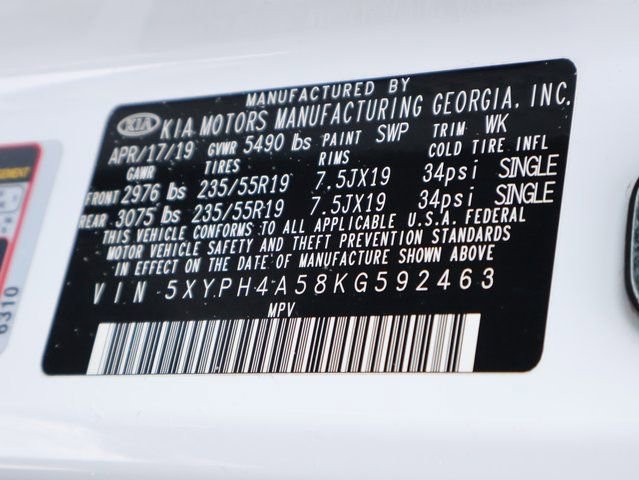 MANUFACTURED BY
KIA KIA MOTORS MANUFACTURING GEORGIA, INC.
APR/17/19 GVWR 5490 lbs PAINT SWP TRIM WK
GAWR TIRES RIMS COLD TIRE INFL
FRONT 2976 lbs 235/55R19 7.5JX19 34psi SINGLE
REAR 3075 lbs 235/55R19 7.5JX19 34psi SINGLE
THIS VEHICLE CONFORMS TO ALL APPLICABLE U.S.A. FEDERAL
MOTOR VEHICLE SAFETY AND THEFT PREVENTION STANDARDS
IN EFFECT ON THE DATE OF MANUFACTURE SHOWN ABOVE
VIN 5XYPH4A58KG592463
MPV
6310